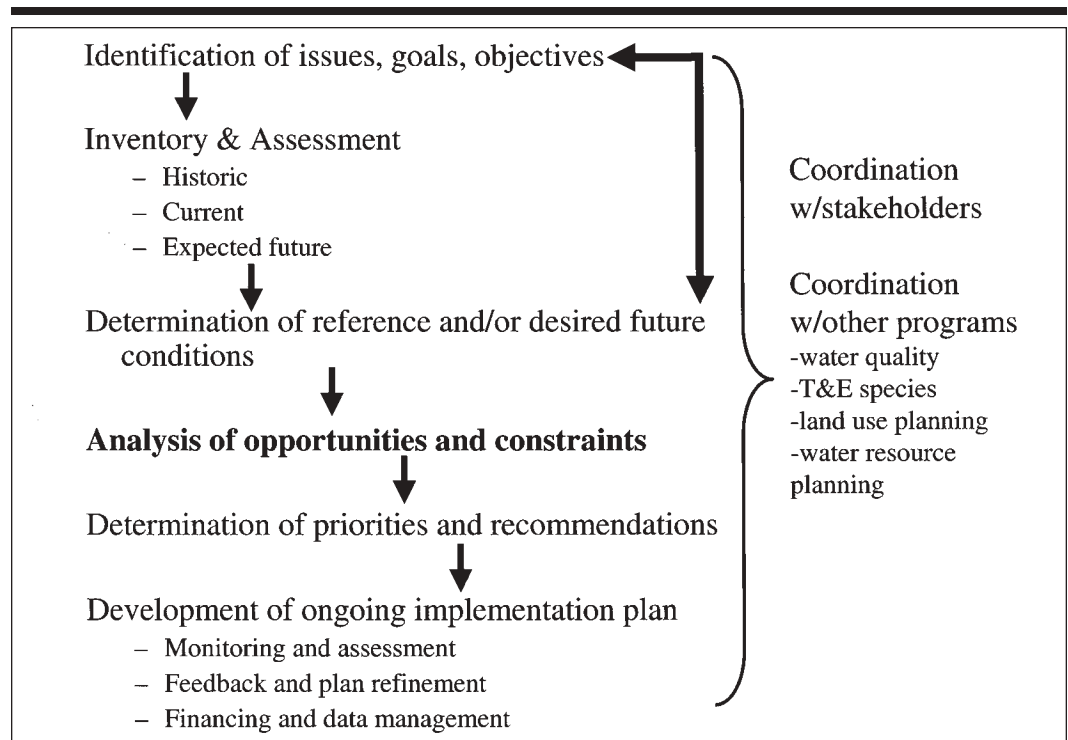 Identification of issues, goals, objectives
Inventory & Assessment
– Historic
– Current
– Expected future
Determination of reference and/or desired future
conditions
Analysis of opportunities and constraints
Determination of priorities and recommendations
Development of ongoing implementation plan
– Monitoring and assessment
– Feedback and plan refinement
– Financing and data management
Coordination
w/stakeholders
Coordination
w/other programs
-water quality
-T&E species
-land use planning
-water resource
planning